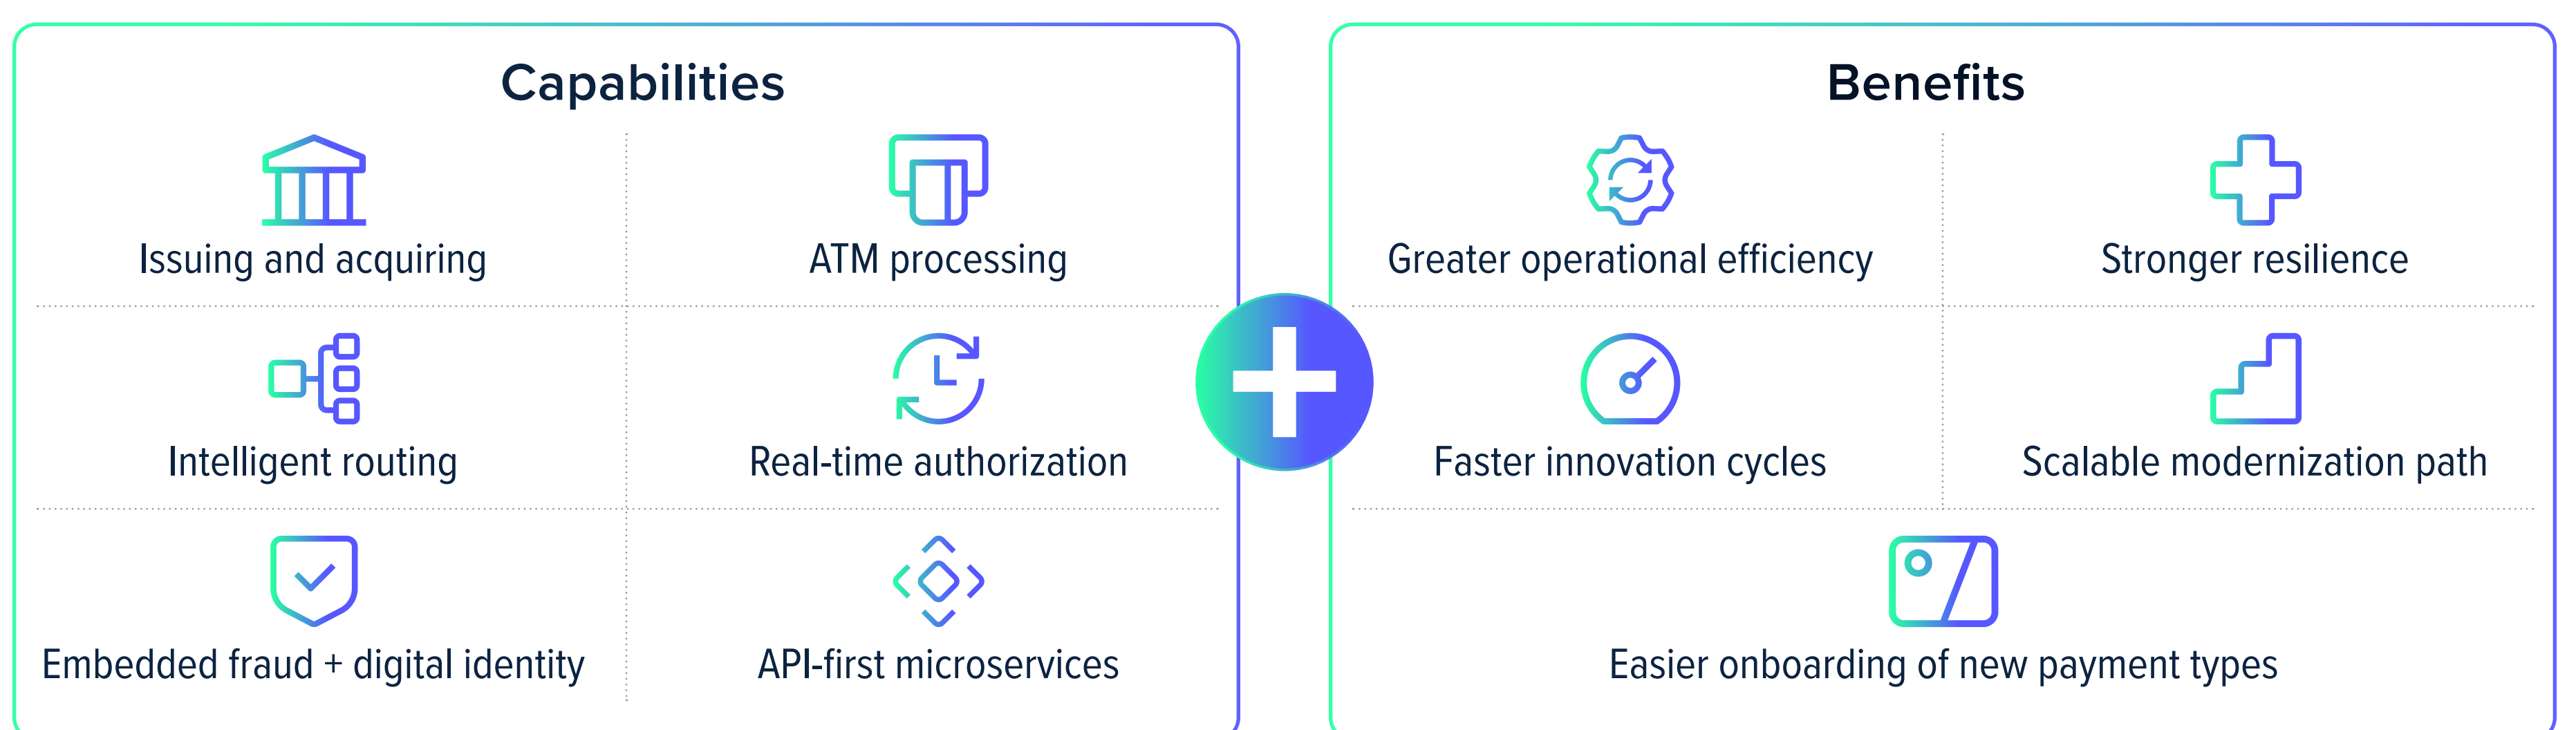 Capabilities
Issuing and acquiring
ATM processing
Intelligent routing
Real-time authorization
Embedded fraud + digital identity
API-first microservices
Benefits
Greater operational efficiency
Stronger resilience
Faster innovation cycles
Scalable modernization path
Easier onboarding of new payment types